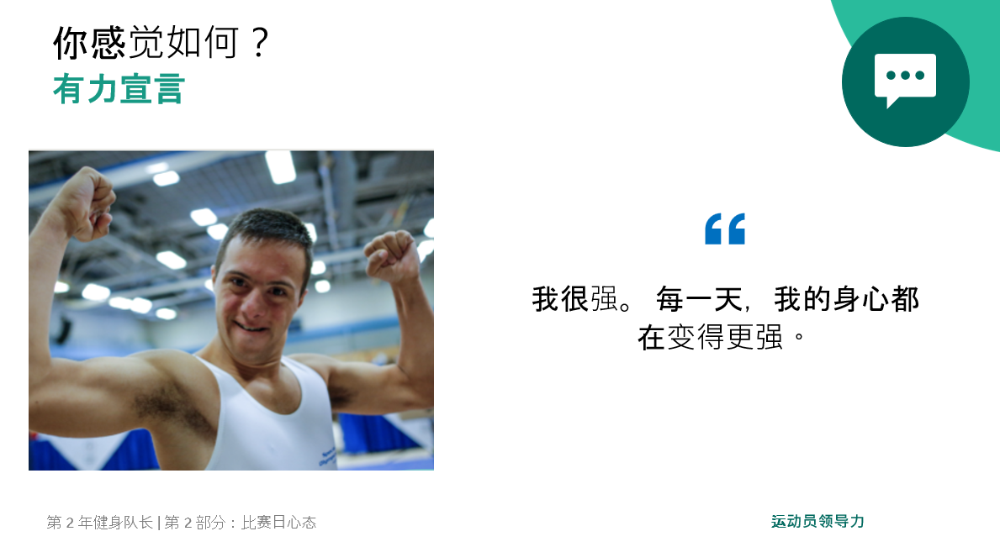 你感觉如何？
有力宣言
我很强。 每一天，我的身心都
在变得更强。
第 2 年健身队长 | 第 2 部分：比赛日心态
运动员领导力